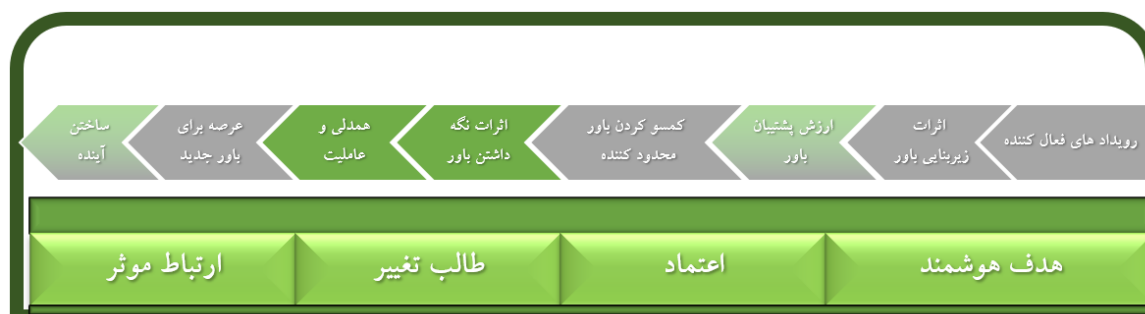 رویداد های فعال کننده
اثرات
زیربنایی باور
ارزش پشتیبان
باور
کمسو کردن باور
محدود کننده
اثرات نگه
داشتن باور
همدلی و
عاملیت
عرصه برای
باور جدید
ساختن
آینده
هدف هوشمند
اعتماد
طالب تغییر
ارتباط موثر